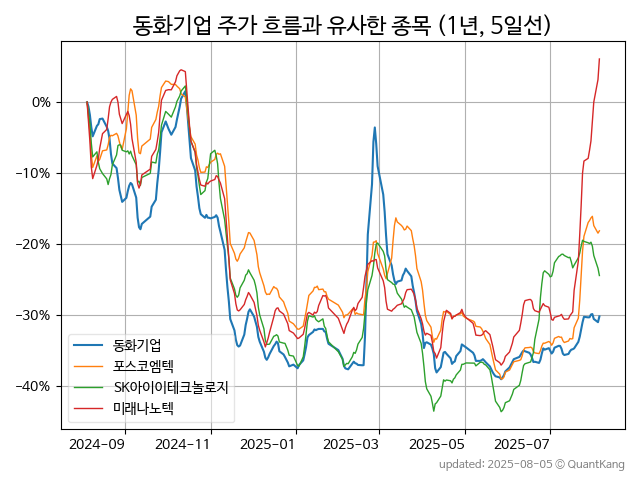 동화기업 주가 흐름과 유사한 종목 (1년, 5일선)
0%
−10%
−20%
−30%
−40%
동화기업
포스코엠텍
SK아이이테크놀로지
미래나노텍
2024-09 2024-11 2025-01 2025-03 2025-05 2025-07
updated: 2025-08-05 © QuantKang